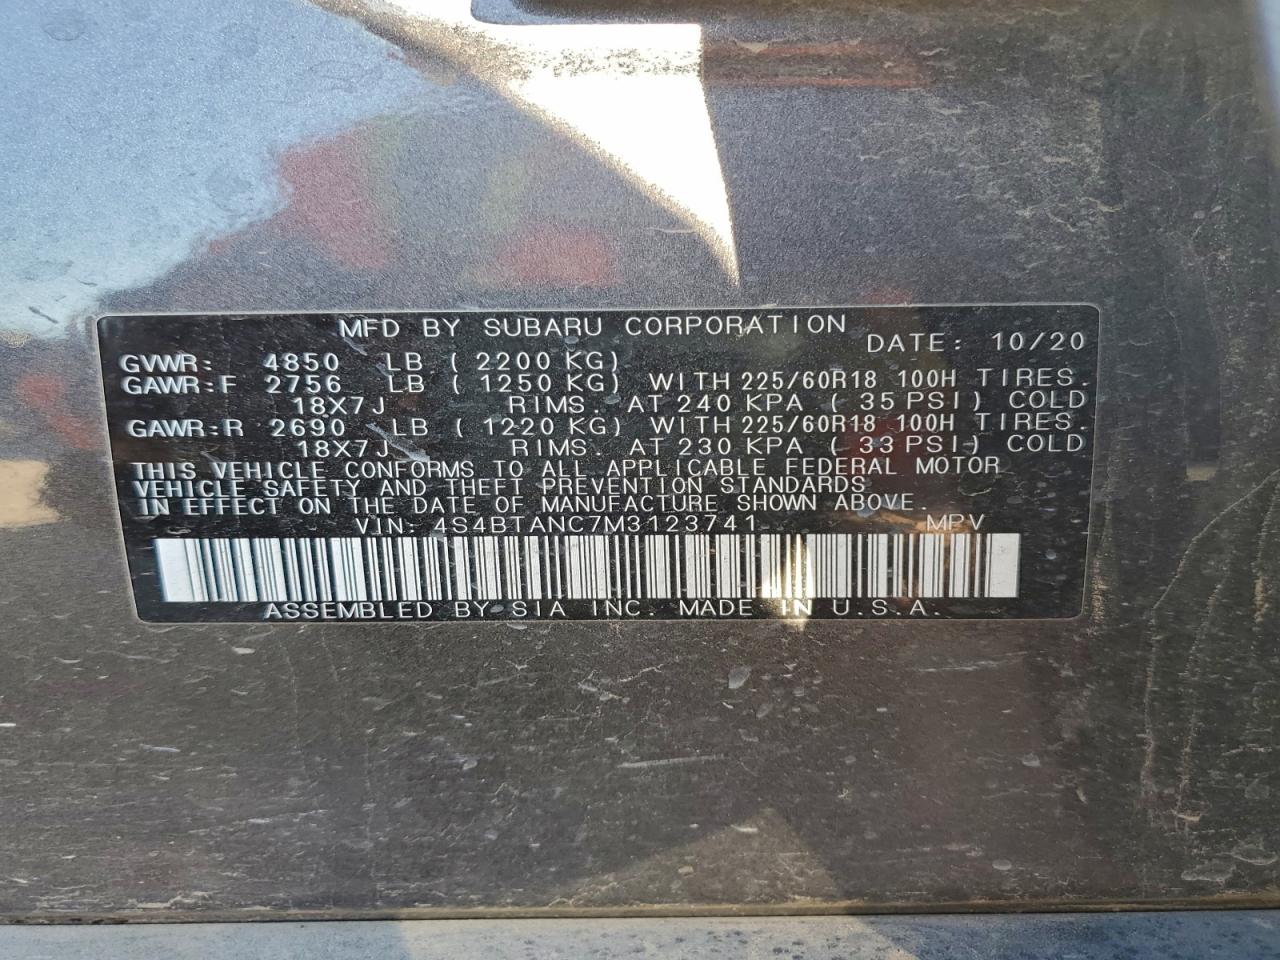 MFD BY SUBARU CORPORATION DATE: 10/20
GVWR: 4850 LB ( 2200 KG)
GAWR:F 2756 LB ( 1250 KG) WITH 225/60R18 100H TIRES.
18X7J RIMS. AT 240 KPA ( 35 PSI) COLD
GAWR:R 2690 LB ( 1220 KG) WITH 225/60R18 100H TIRES.
18X7J RIMS. AT 230 KPA ( 33 PSI) COLD
THIS VEHICLE CONFORMS TO ALL APPLICABLE FEDERAL MOTOR
VEHICLE SAFETY AND THEFT PREVENTION STANDARDS
IN EFFECT ON THE DATE OF MANUFACTURE SHOWN ABOVE.
VIN: 4S4BTANC7M3123741 MPV
ASSEMBLED BY SIA INC. MADE IN U.S.A.